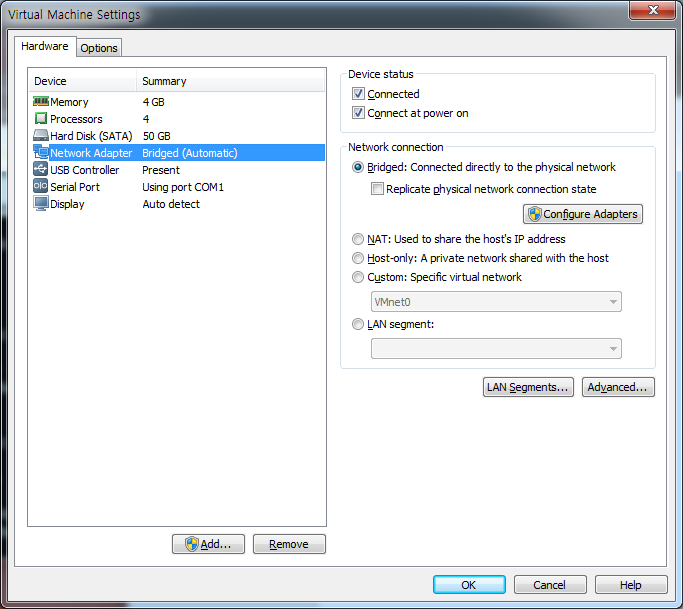 Virtual Machine Settings
Hardware Options
Device Summary
Memory 4 GB
Processors 4
Hard Disk (SATA) 50 GB
Network Adapter Bridged (Automatic)
USB Controller Present
Serial Port Using port COM1
Display Auto detect
Add... Remove
Device status
Connected
Connect at power on
Network connection
Bridged: Connected directly to the physical network
Replicate physical network connection state
Configure Adapters
NAT: Used to share the host's IP address
Host-only: A private network shared with the host
Custom: Specific virtual network
VMnet0
LAN segment:
LAN Segments... Advanced...
OK Cancel Help